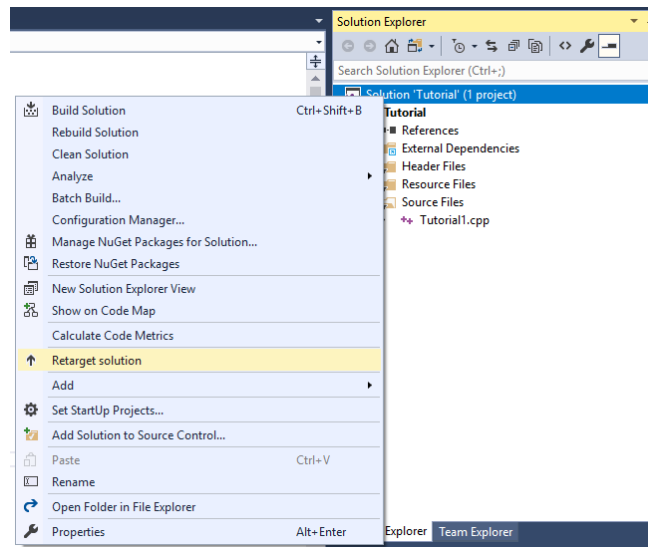 Solution Explorer
Search Solution Explorer (Ctrl+;)
Solution 'Tutorial' (1 project)
Tutorial
References
External Dependencies
Header Files
Resource Files
Source Files
Tutorial1.cpp
Build Solution Ctrl+Shift+B
Rebuild Solution
Clean Solution
Analyze
Batch Build...
Configuration Manager...
Manage NuGet Packages for Solution...
Restore NuGet Packages
New Solution Explorer View
Show on Code Map
Calculate Code Metrics
Retarget solution
Add
Set StartUp Projects...
Add Solution to Source Control...
Paste Ctrl+V
Rename
Open Folder in File Explorer
Properties Alt+Enter
Explorer Team Explorer